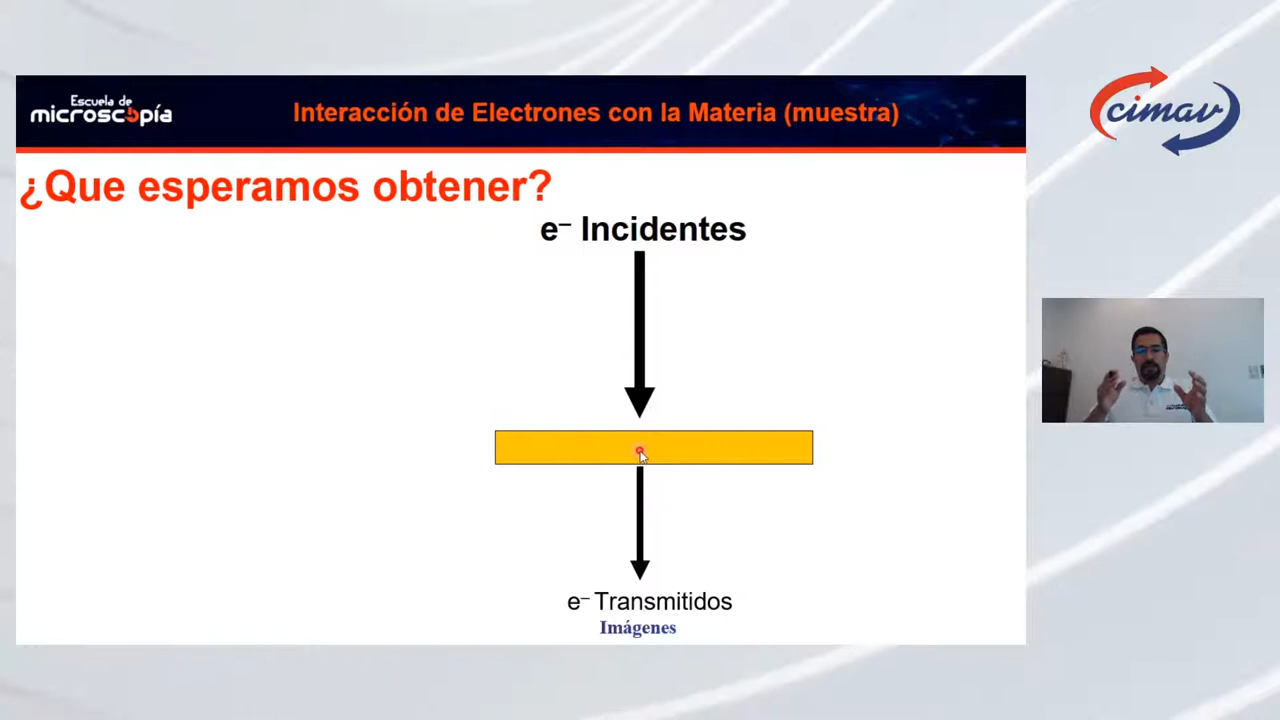 Escuela de
microscopía
Interacción de Electrones con la Materia (muestra)
cimav
¿Que esperamos obtener?
e– Incidentes
e– Transmitidos
Imágenes